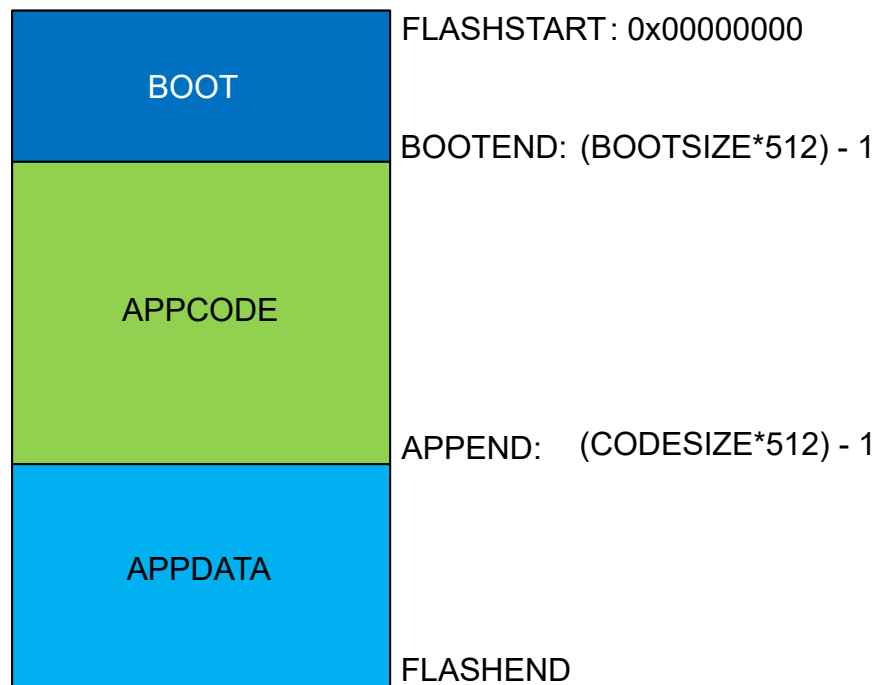 FLASHSTART: 0x00000000
BOOT
BOOTEND: (BOOTSIZE*512) - 1
APPCODE
APPEND: (CODESIZE*512) - 1
APPDATA
FLASHEND